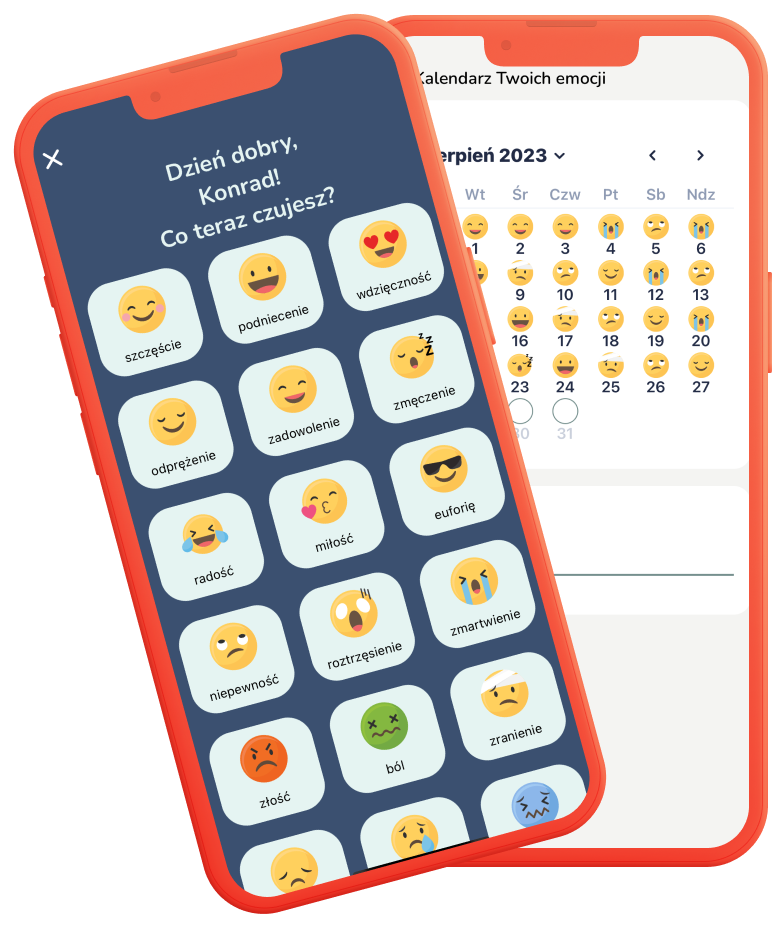 Dzień dobry,
Konrad!
Co teraz czujesz?
szczęście
podniecenie
wdzięczność
odprężenie
zadowolenie
zmęczenie
radość
miłość
euforię
niepewność
roztrzęsienie
zmartwienie
złość
ból
zranienie
Kalendarz Twoich emocji
erpień 2023
Wt Śr Czw Pt Sb Ndz
1 2 3 4 5 6
9 10 11 12 13
16 17 18 19 20
23 24 25 26 27
30 31